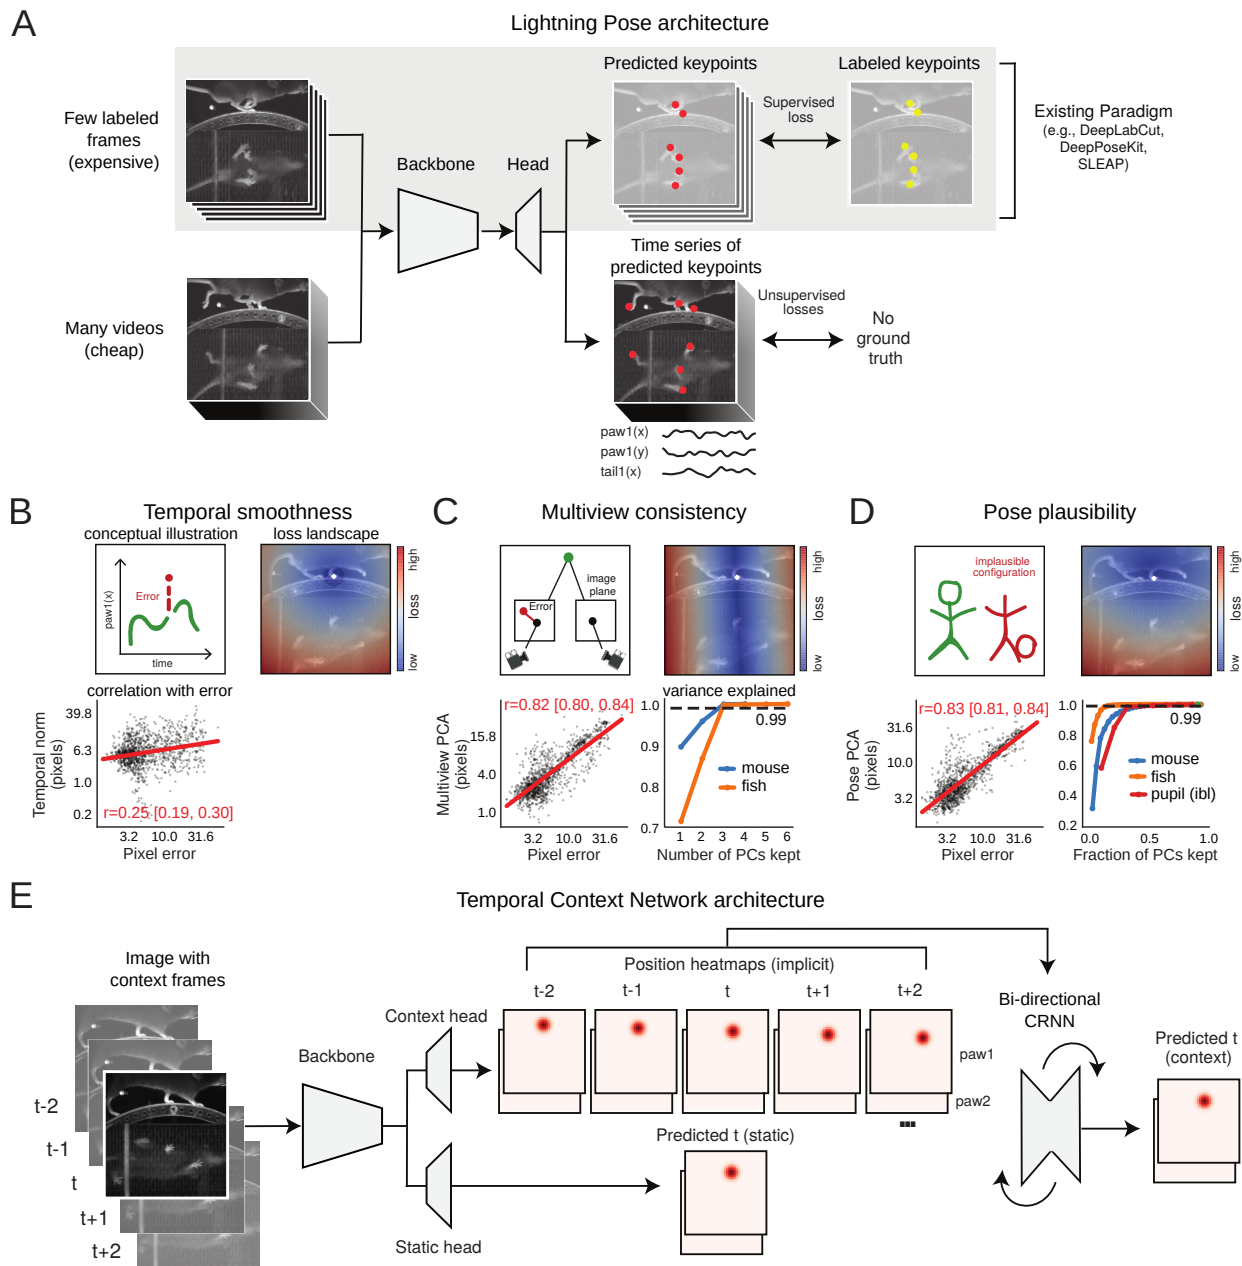 A
Lightning Pose architecture
Few labeled
frames
(expensive)
Many videos
(cheap)
Backbone
Head
Predicted keypoints
Supervised
loss
Labeled keypoints
Existing Paradigm
(e.g., DeepLabCut,
DeepPoseKit,
SLEAP)
Time series of
predicted keypoints
Unsupervised
losses
No
ground
truth
paw1(x)
paw1(y)
tail1(x)
B
Temporal smoothness
conceptual illustration
loss landscape
paw1(x)
Error
time
high
loss
low
correlation with error
Temporal norm
(pixels)
39.8
6.3
1.0
0.2
r=0.25 [0.19, 0.30]
3.2 10.0 31.6
Pixel error
C
Multiview consistency
image
plane
Error
high
loss
low
r=0.82 [0.80, 0.84]
Multiview PCA
(pixels)
15.8
4.0
1.0
3.2 10.0 31.6
Pixel error
variance explained
1.0
0.9
0.8
0.7
0.99
mouse
fish
1 2 3 4 5 6
Number of PCs kept
D
Pose plausibility
implausible
configuration
high
loss
low
r=0.83 [0.81, 0.84]
Pose PCA
(pixels)
31.6
10.0
3.2
3.2 10.0 31.6
Pixel error
1.0
0.8
0.6
0.4
0.2
0.99
mouse
fish
pupil (ibl)
0.0 0.5 1.0
Fraction of PCs kept
E
Temporal Context Network architecture
Image with
context frames
t-2
t-1
t
t+1
t+2
Backbone
Context head
Static head
Position heatmaps (implicit)
t-2 t-1 t t+1 t+2
paw1
paw2
Predicted t (static)
Bi-directional
CRNN
Predicted t
(context)